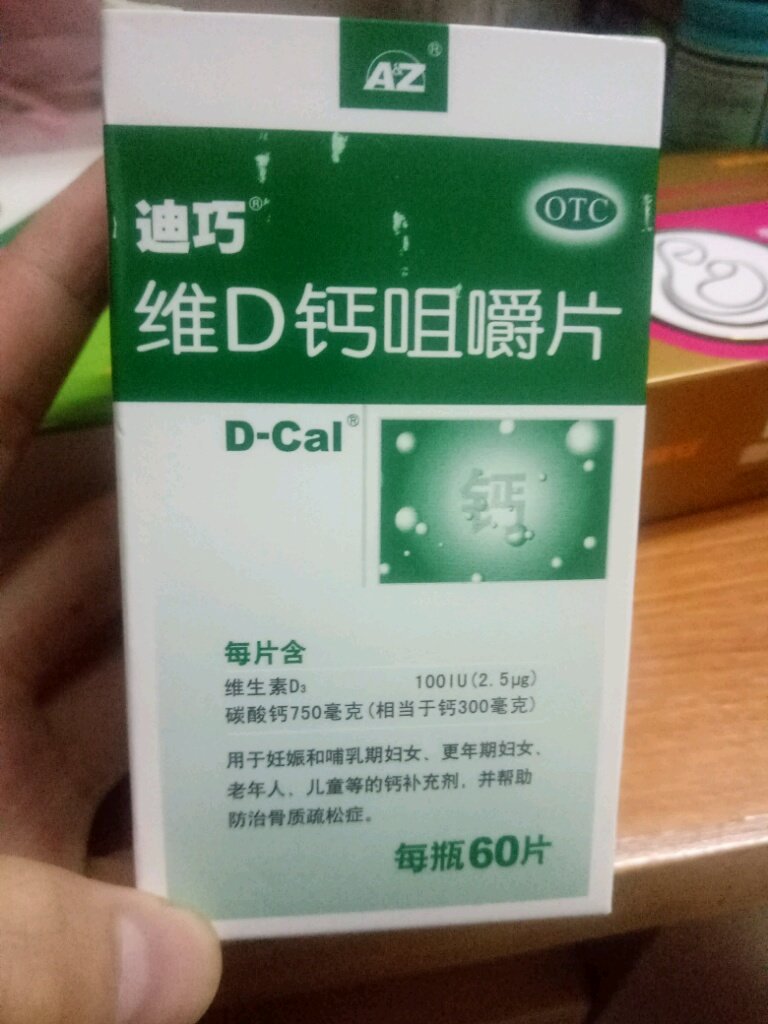 A&Z®
迪巧®
OTC
维D钙咀嚼片
D-Cal®
钙
每片含
维生素D₃ 100IU(2.5μg)
碳酸钙750毫克(相当于钙300毫克)
用于妊娠和哺乳期妇女、更年期妇女、
老年人、儿童等的钙补充剂,并帮助
防治骨质疏松症。
每瓶60片